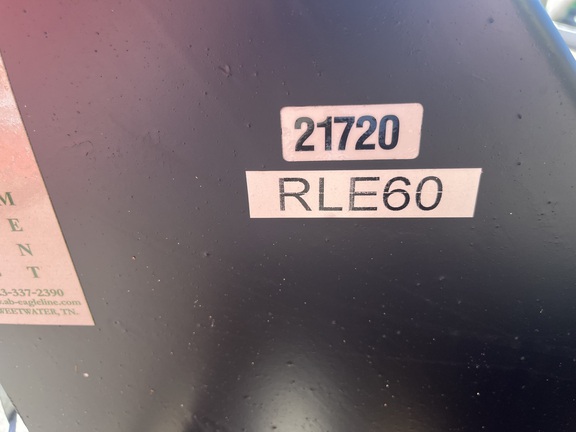 21720
RLE60
M
E
N
T
3-337-2390
.ab-eagleline.com
WEETWATER, TN.